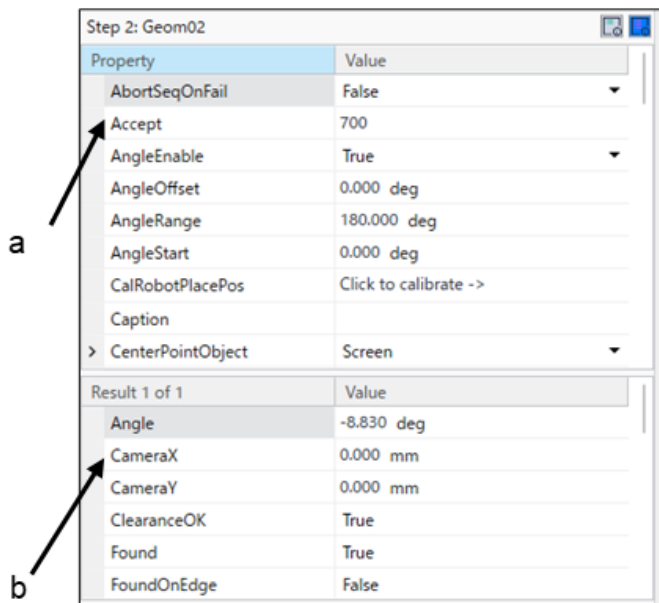 Step 2: Geom02
Property Value
AbortSeqOnFail False
Accept 700
AngleEnable True
AngleOffset 0.000 deg
AngleRange 180.000 deg
a
AngleStart 0.000 deg
CalRobotPlacePos Click to calibrate ->
Caption
> CenterPointObject Screen
Result 1 of 1 Value
Angle -8.830 deg
CameraX 0.000 mm
CameraY 0.000 mm
ClearanceOK True
Found True
b
FoundOnEdge False